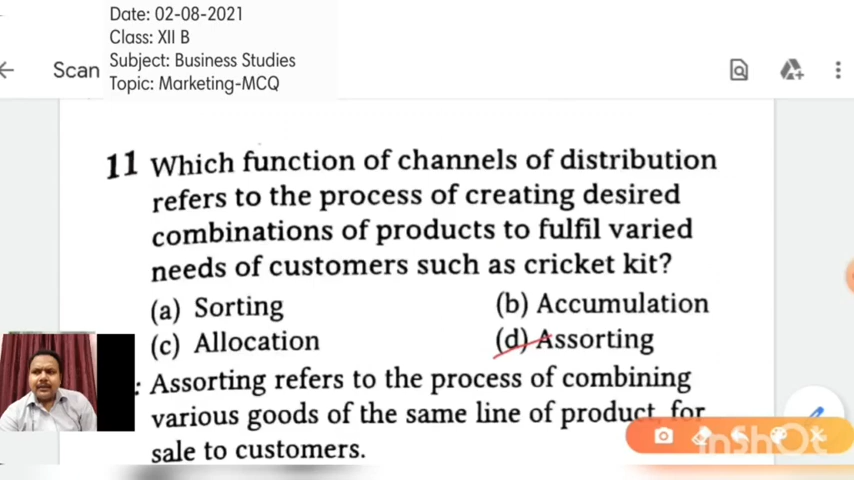 Date: 02-08-2021
Class: XII B
Subject: Business Studies
Topic: Marketing-MCQ
Scan
11 Which function of channels of distribution
refers to the process of creating desired
combinations of products to fulfil varied
needs of customers such as cricket kit?
(a) Sorting (b) Accumulation
(c) Allocation (d) Assorting
: Assorting refers to the process of combining
various goods of the same line of product, for
sale to customers.
InShOt